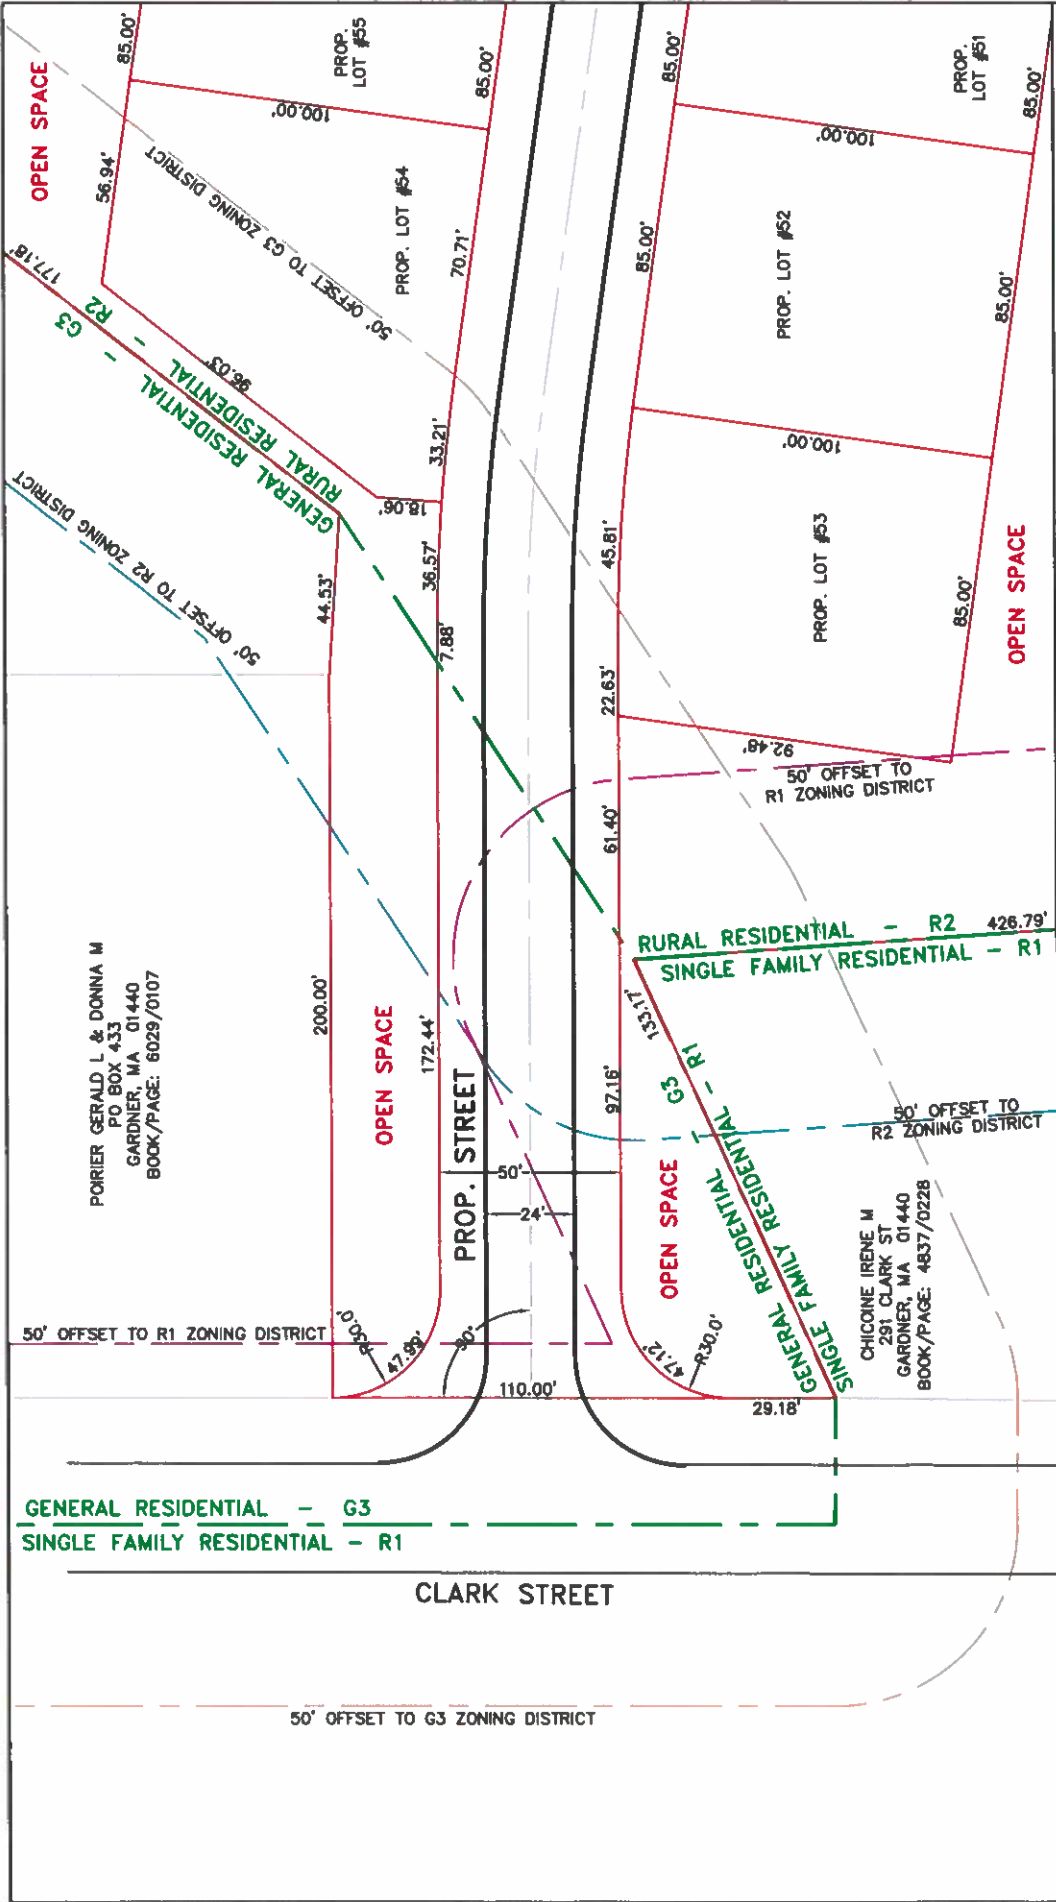 85.00'
OPEN SPACE
56.94'
177.18'
100.00'
PROP.
LOT #55
85.00'
50' OFFSET TO G3 ZONING DISTRICT
PROP. LOT #54
70.71'
96.03'
GENERAL RESIDENTIAL - G3
RURAL RESIDENTIAL - R2
33.21'
18.06'
85.00'
100.00'
PROP.
LOT #51
85.00'
PROP. LOT #52
85.00'
85.00'
100.00'
50' OFFSET TO R2 ZONING DISTRICT
44.53'
36.57'
7.88'
45.81'
PROP. LOT #53
85.00'
OPEN SPACE
22.63'
92.48'
50' OFFSET TO
R1 ZONING DISTRICT
61.40'
RURAL RESIDENTIAL - R2
426.79'
SINGLE FAMILY RESIDENTIAL - R1
POIRIER GERALD L & DONNA M
PO BOX 433
GARDNER, MA 01440
BOOK/PAGE: 6029/0107
200.00'
OPEN SPACE
172.44'
PROP. STREET
133.17'
97.16'
50'
24'
OPEN SPACE
GENERAL RESIDENTIAL - G3
SINGLE FAMILY RESIDENTIAL - R1
50' OFFSET TO
R2 ZONING DISTRICT
CHICOINE IRENE M
291 CLARK ST
GARDNER, MA 01440
BOOK/PAGE: 4837/0228
50' OFFSET TO R1 ZONING DISTRICT
R30.0'
47.99'
90°
110.00'
47.12'
R30.0'
29.18'
GENERAL RESIDENTIAL - G3
SINGLE FAMILY RESIDENTIAL - R1
CLARK STREET
50' OFFSET TO G3 ZONING DISTRICT